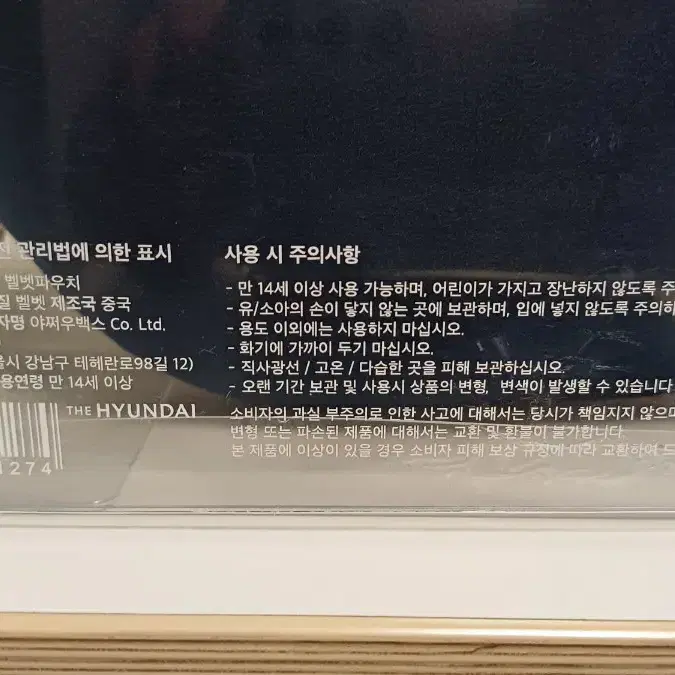 전 관리법에 의한 표시
벨벳파우치
질 벨벳 제조국 중국
자명 야쩌우백스 Co. Ltd.
울시 강남구 테헤란로98길 12)
용연령 만 14세 이상
THE HYUNDAI
1274
사용 시 주의사항
- 만 14세 이상 사용 가능하며, 어린이가 가지고 장난하지 않도록 주
- 유/소아의 손이 닿지 않는 곳에 보관하며, 입에 넣지 않도록 주의하
- 용도 이외에는 사용하지 마십시오.
- 화기에 가까이 두기 마십시오.
- 직사광선 / 고온 / 다습한 곳을 피해 보관하십시오.
- 오랜 기간 보관 및 사용시 상품의 변형, 변색이 발생할 수 있습니다
소비자의 과실 부주의로 인한 사고에 대해서는 당시가 책임지지 않으며
변형 또는 파손된 제품에 대해서는 교환 및 환불이 불가합니다.
본 제품에 이상이 있을 경우 소비자 피해 보상 규정에 따라 교환하여 드